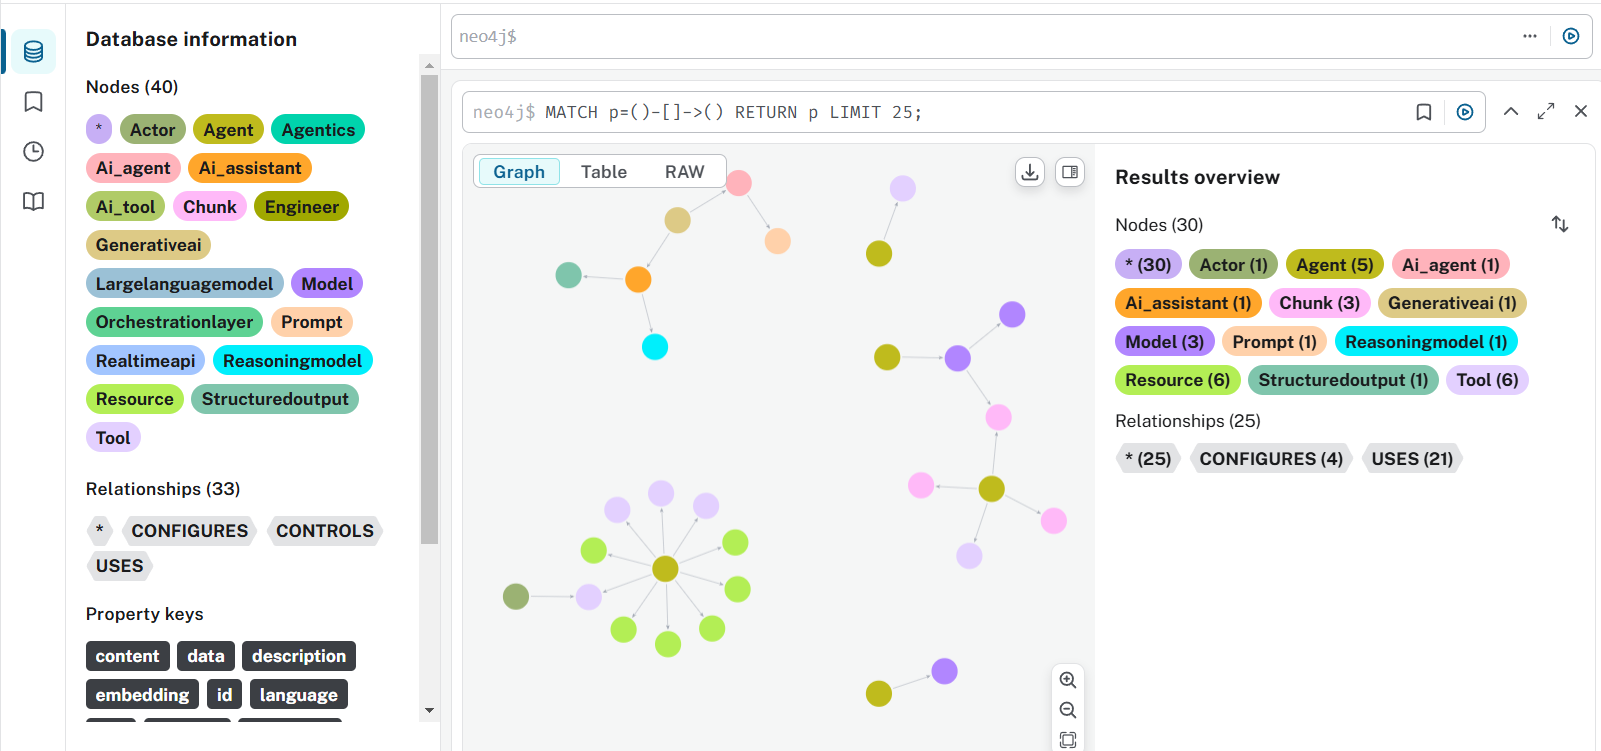 Database information
Nodes (40)
* Actor Agent Agentics
Ai_agent Ai_assistant
Ai_tool Chunk Engineer
Generativeai
Largelanguagemodel Model
Orchestrationlayer Prompt
Realtimeapi Reasoningmodel
Resource Structuredoutput
Tool
Relationships (33)
* CONFIGURES CONTROLS
USES
Property keys
content data description
embedding id language
neo4j$
neo4j$ MATCH p=()-[]->() RETURN p LIMIT 25;
Graph Table RAW
Results overview
Nodes (30)
* (30) Actor (1) Agent (5) Ai_agent (1)
Ai_assistant (1) Chunk (3) Generativeai (1)
Model (3) Prompt (1) Reasoningmodel (1)
Resource (6) Structuredoutput (1) Tool (6)
Relationships (25)
* (25) CONFIGURES (4) USES (21)